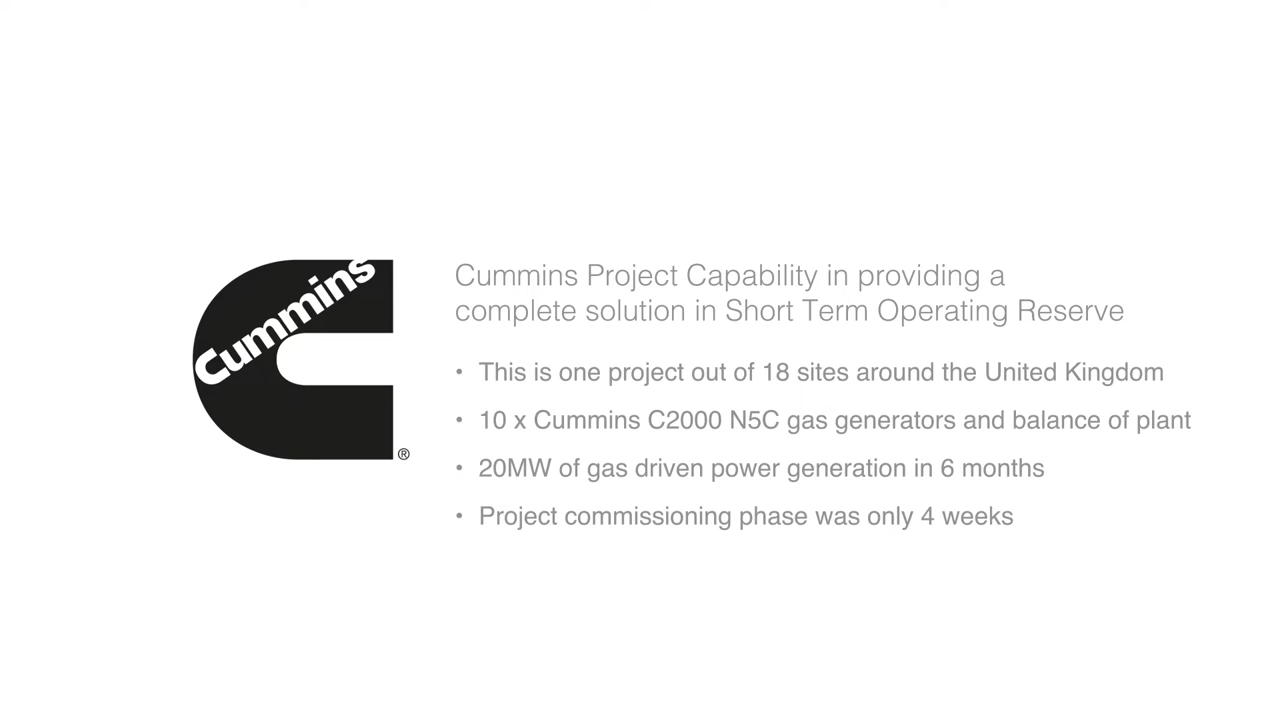 Cummins
®
Cummins Project Capability in providing a
complete solution in Short Term Operating Reserve
• This is one project out of 18 sites around the United Kingdom
• 10 x Cummins C2000 N5C gas generators and balance of plant
• 20MW of gas driven power generation in 6 months
• Project commissioning phase was only 4 weeks